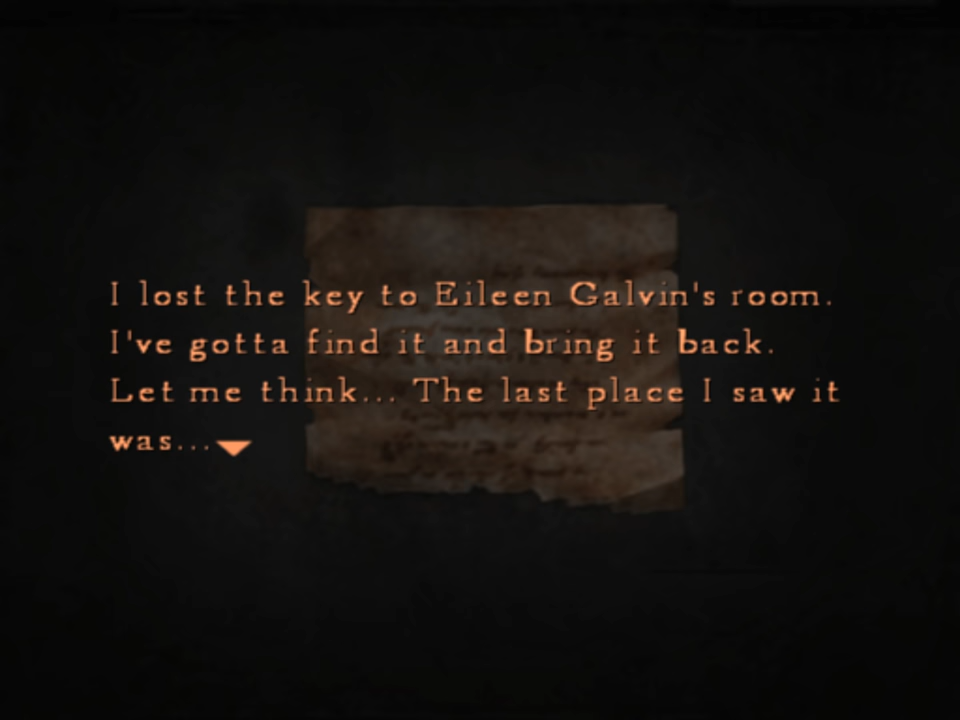 I lost the key to Eileen Galvin's room.
I've gotta find it and bring it back.
Let me think... The last place I saw it
was...